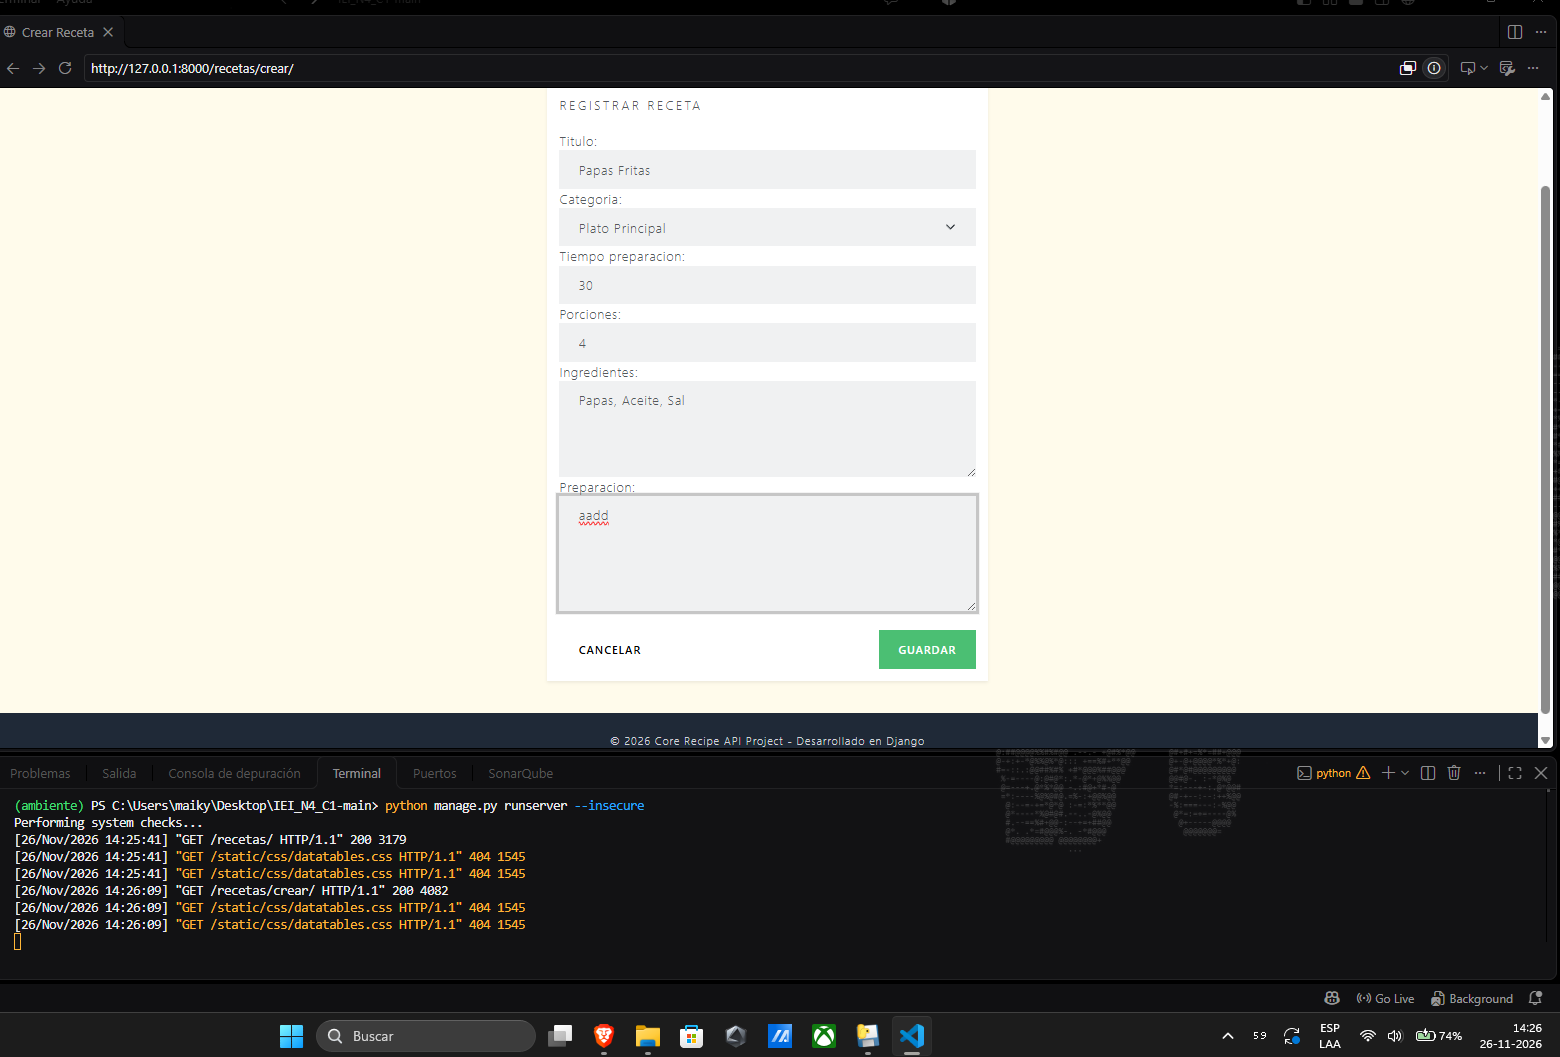 Crear Receta
http://127.0.0.1:8000/recetas/crear/
REGISTRAR RECETA
Titulo:
Papas Fritas
Categoria:
Plato Principal
Tiempo preparacion:
30
Porciones:
4
Ingredientes:
Papas, Aceite, Sal
Preparacion:
aadd
CANCELAR
GUARDAR
© 2026 Core Recipe API Project - Desarrollado en Django
Problemas
Salida
Consola de depuración
Terminal
Puertos
SonarQube
python
(ambiente) PS C:\Users\maiky\Desktop\IEI_N4_C1-main> python manage.py runserver --insecure
Performing system checks...
[26/Nov/2026 14:25:41] "GET /recetas/ HTTP/1.1" 200 3179
[26/Nov/2026 14:25:41] "GET /static/css/datatables.css HTTP/1.1" 404 1545
[26/Nov/2026 14:25:41] "GET /static/css/datatables.css HTTP/1.1" 404 1545
[26/Nov/2026 14:26:09] "GET /recetas/crear/ HTTP/1.1" 200 4082
[26/Nov/2026 14:26:09] "GET /static/css/datatables.css HTTP/1.1" 404 1545
[26/Nov/2026 14:26:09] "GET /static/css/datatables.css HTTP/1.1" 404 1545
Go Live
Background
Buscar
59
ESP
LAA
74%
14:26
26-11-2026